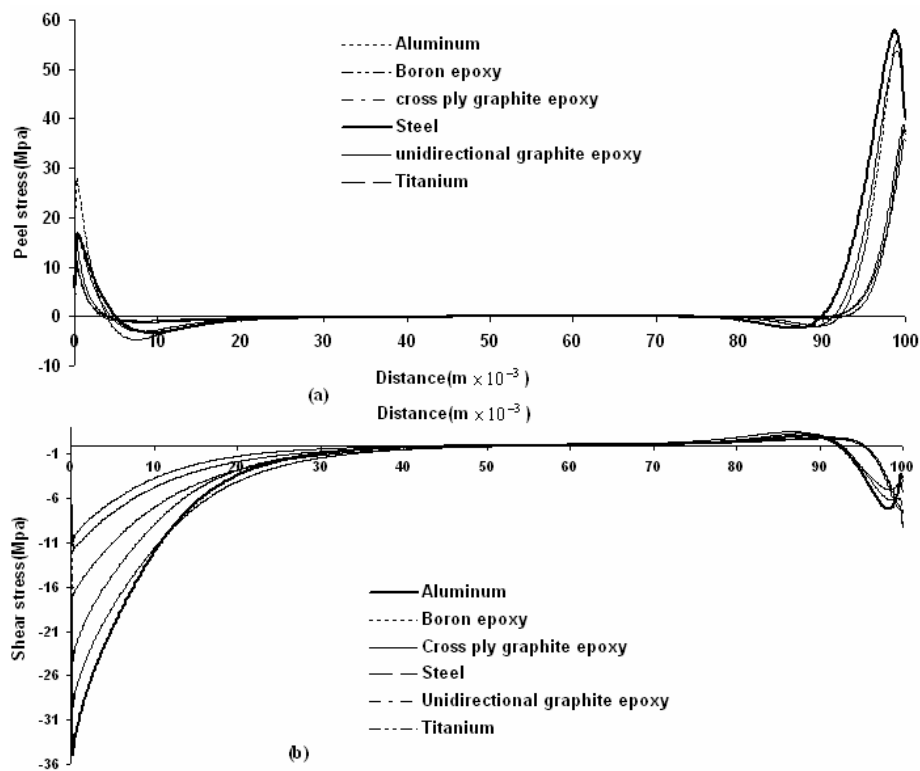 60
50
40
30
20
10
0
-10
Peel stress(Mpa)
Aluminum
Boron epoxy
cross ply graphite epoxy
Steel
unidirectional graphite epoxy
Titanium
0 10 20 30 40 50 60 70 80 90 100
Distance(m ×10⁻³ )
(a)
Distance(m ×10⁻³ )
-1
-6
-11
-16
-21
-26
-31
-36
Shear stress(Mpa)
0 10 20 30 40 50 60 70 80 90 100
Aluminum
Boron epoxy
Cross ply graphite epoxy
Steel
Unidirectional graphite epoxy
Titanium
(b)